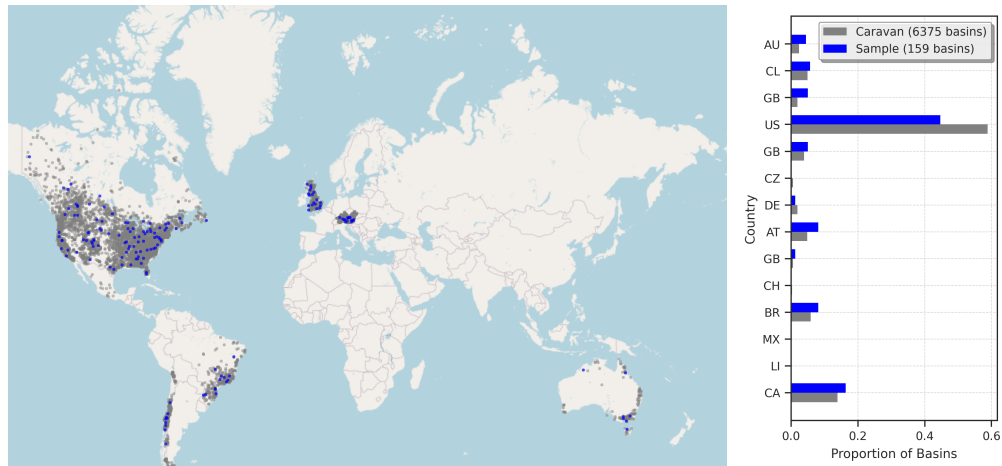 Caravan (6375 basins)
Sample (159 basins)
AU
CL
GB
US
GB
CZ
DE
AT
GB
CH
BR
MX
LI
CA
Country
0.0 0.2 0.4 0.6
Proportion of Basins